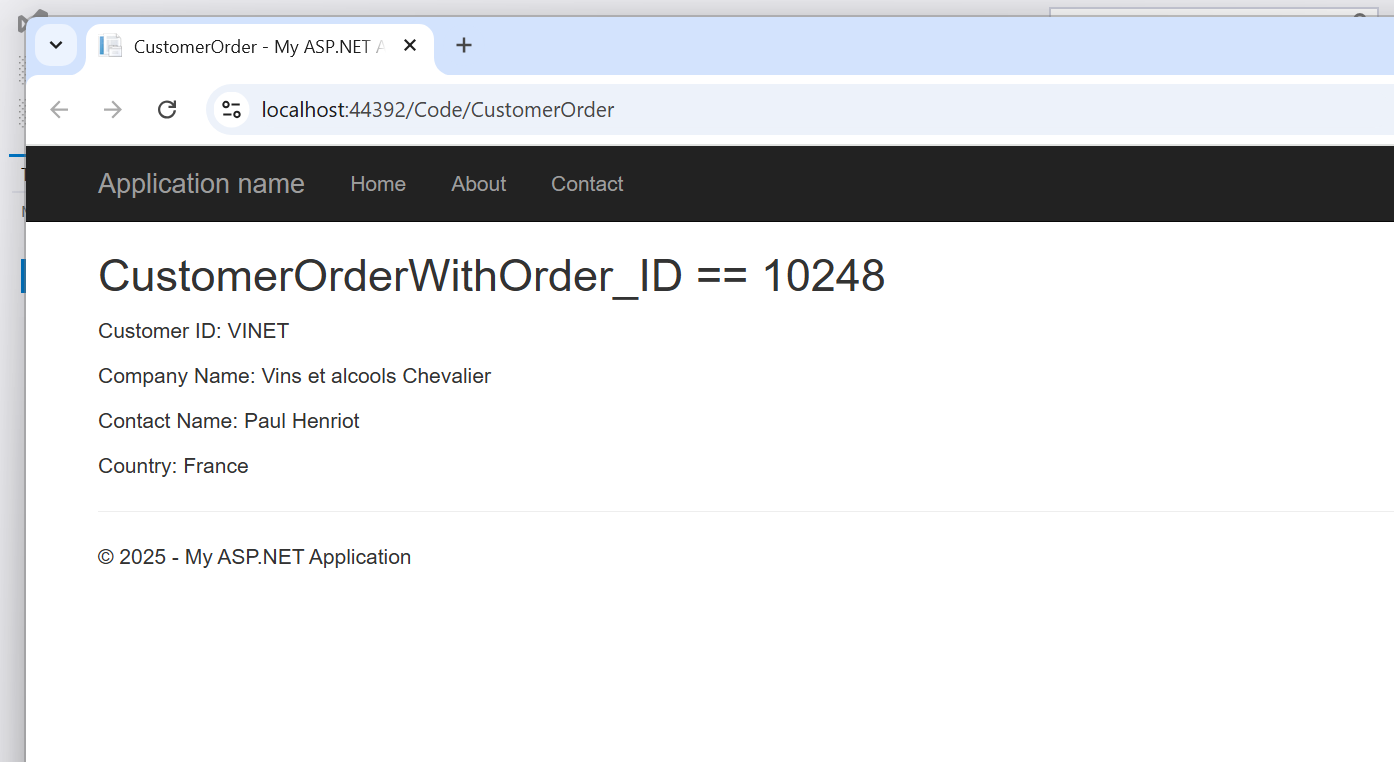 CustomerOrder - My ASP.NET A
localhost:44392/Code/CustomerOrder
Application name Home About Contact
CustomerOrderWithOrder_ID == 10248
Customer ID: VINET
Company Name: Vins et alcools Chevalier
Contact Name: Paul Henriot
Country: France
© 2025 - My ASP.NET Application